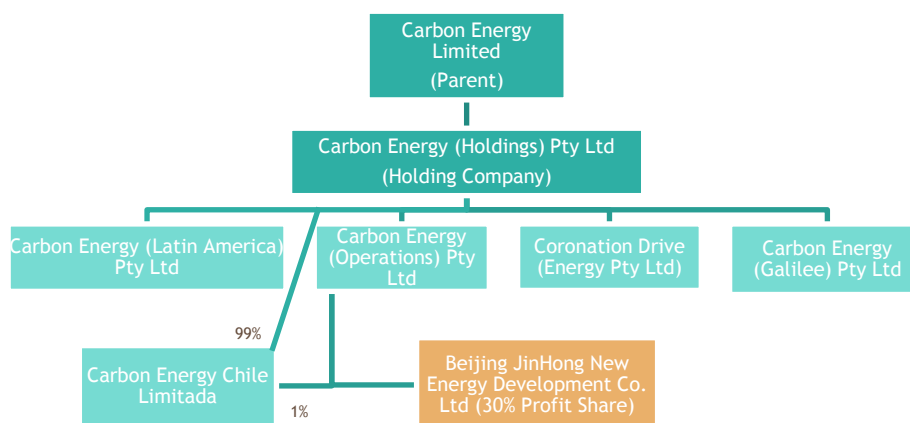 Carbon Energy
Limited
(Parent)
Carbon Energy (Holdings) Pty Ltd
(Holding Company)
Carbon Energy (Latin America)
Pty Ltd
Carbon Energy
(Operations) Pty
Ltd
Coronation Drive
(Energy Pty Ltd)
Carbon Energy
(Galilee) Pty Ltd
99%
Carbon Energy Chile
Limitada
1%
Beijing JinHong New
Energy Development Co.
Ltd (30% Profit Share)